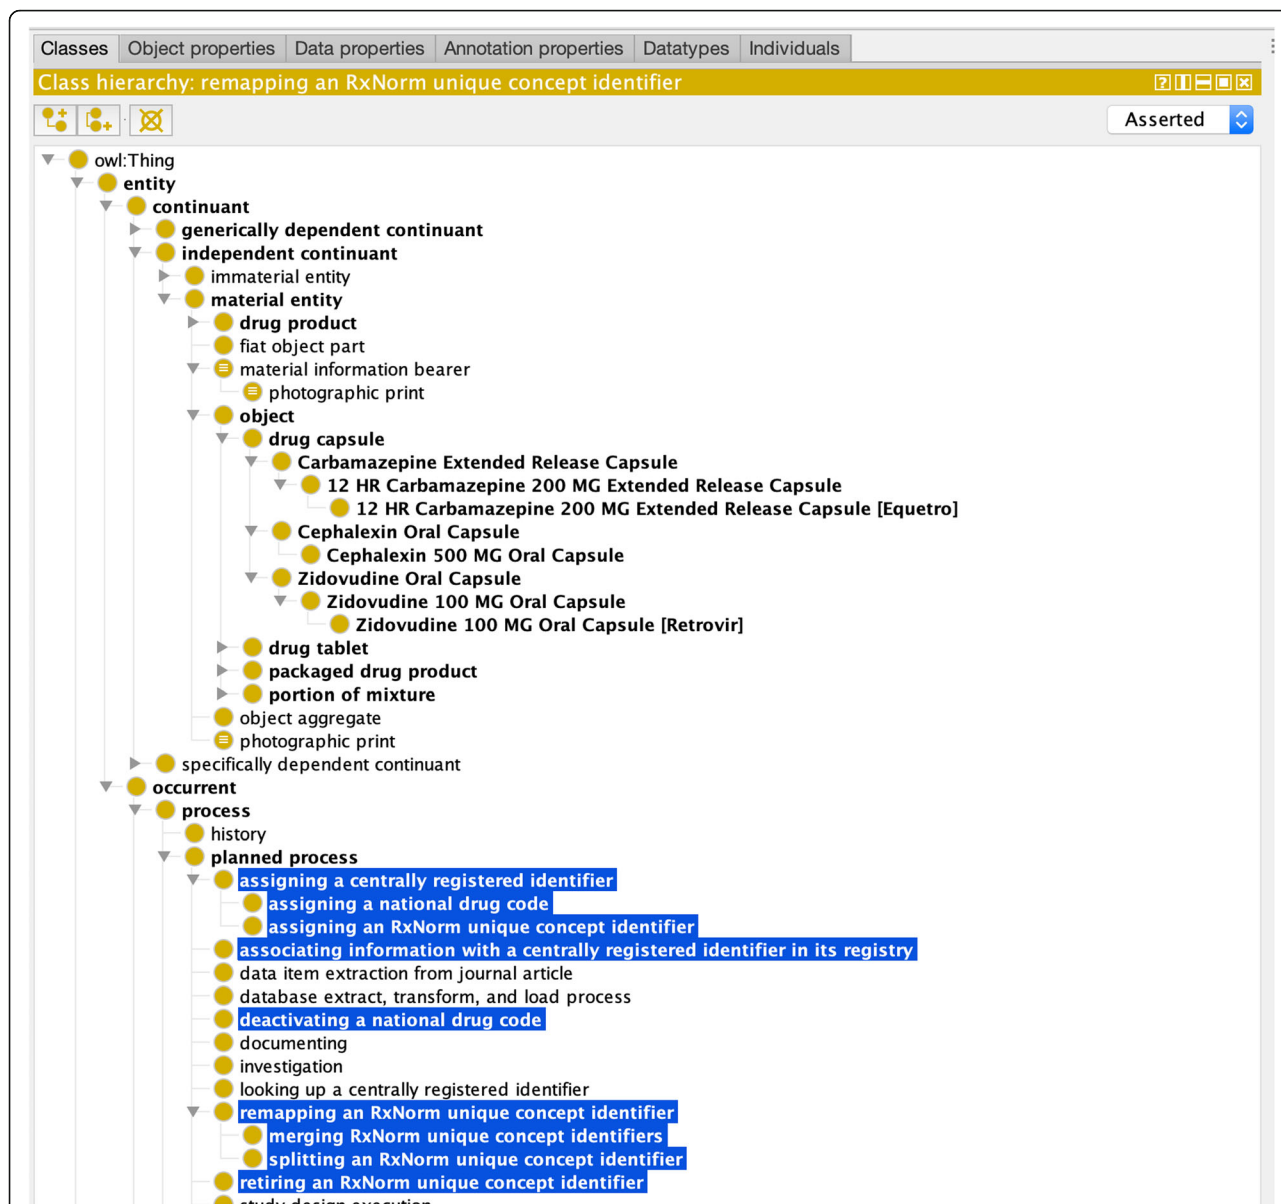 Classes Object properties Data properties Annotation properties Datatypes Individuals
Class hierarchy: remapping an RxNorm unique concept identifier
Asserted
owl:Thing
entity
continuant
generically dependent continuant
independent continuant
immaterial entity
material entity
drug product
fiat object part
material information bearer
photographic print
object
drug capsule
Carbamazepine Extended Release Capsule
12 HR Carbamazepine 200 MG Extended Release Capsule
12 HR Carbamazepine 200 MG Extended Release Capsule [Equetro]
Cephalexin Oral Capsule
Cephalexin 500 MG Oral Capsule
Zidovudine Oral Capsule
Zidovudine 100 MG Oral Capsule
Zidovudine 100 MG Oral Capsule [Retrovir]
drug tablet
packaged drug product
portion of mixture
object aggregate
photographic print
specifically dependent continuant
occurrent
process
history
planned process
assigning a centrally registered identifier
assigning a national drug code
assigning an RxNorm unique concept identifier
associating information with a centrally registered identifier in its registry
data item extraction from journal article
database extract, transform, and load process
deactivating a national drug code
documenting
investigation
looking up a centrally registered identifier
remapping an RxNorm unique concept identifier
merging RxNorm unique concept identifiers
splitting an RxNorm unique concept identifier
retiring an RxNorm unique concept identifier
study design execution